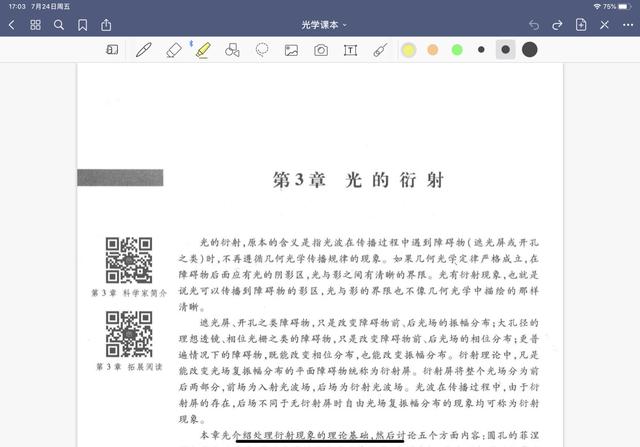 17:03 7月24日周五
75%
光学课本
第3章 光的衍射
光的衍射,原本的含义是指光波在传播过程中遇到障碍物(遮光屏或开孔
之类)时,不再遵循几何光学传播规律的现象。如果几何光学定律严格成立,在
障碍物后面应有光的阴影区,光与影之间有清晰的界限。光有衍射现象,也就是
说光可以传播到障碍物的影区,光与影的界限也不像几何光学中描绘的那样
清晰。
第3章 科学家简介
遮光屏、开孔之类障碍物,只是改变障碍物前、后光场的振幅分布;大孔径的
理想透镜、相位光栅之类的障碍物,只是改变障碍物前、后光场的相位分布;更普
遍情况下的障碍物,既能改变相位分布,也能改变振幅分布。衍射理论中,凡是
能改变光场复振幅分布的平面障碍物统称为衍射屏。衍射屏将整个光场分为前
后两部分,前场为入射光波场,后场为衍射光波场。光波在传播过程中,由于衍
射屏的存在,后场不同于无衍射屏时自由光场复振幅分布的现象均可称为衍射
现象。
第3章 拓展阅读
本章先介绍处理衍射现象的理论基础,然后讨论五个方面内容:圆孔的菲涅